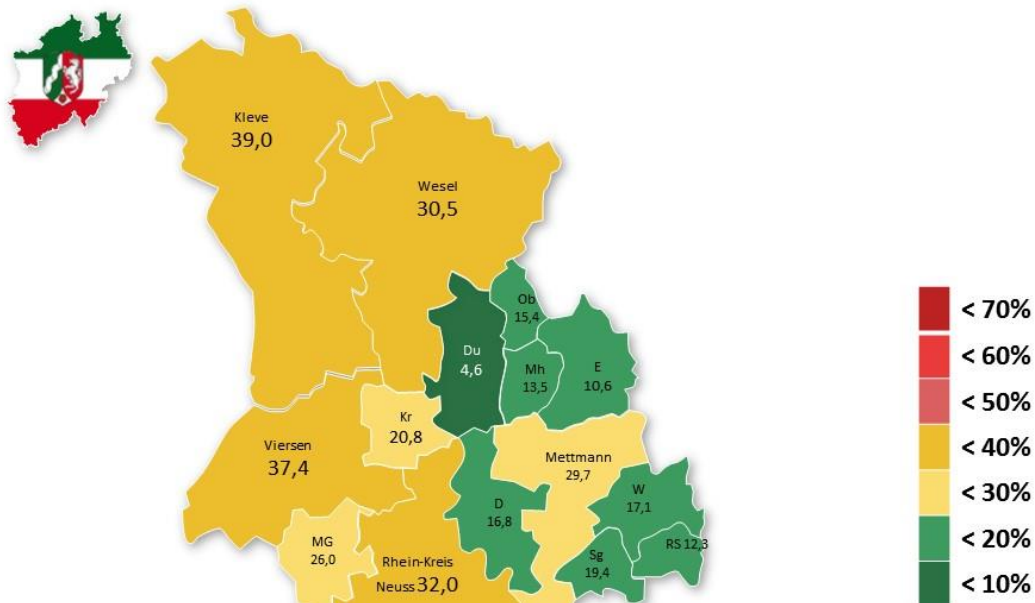 Kleve
39,0
Wesel
30,5
Ob
15,4
Du
4,6
Mh
13,5
E
10,6
Kr
20,8
Viersen
37,4
Mettmann
29,7
D
16,8
W
17,1
MG
26,0
RS 12,3
Sg
19,4
Rhein-Kreis
Neuss 32,0
< 70%
< 60%
< 50%
< 40%
< 30%
< 20%
< 10%